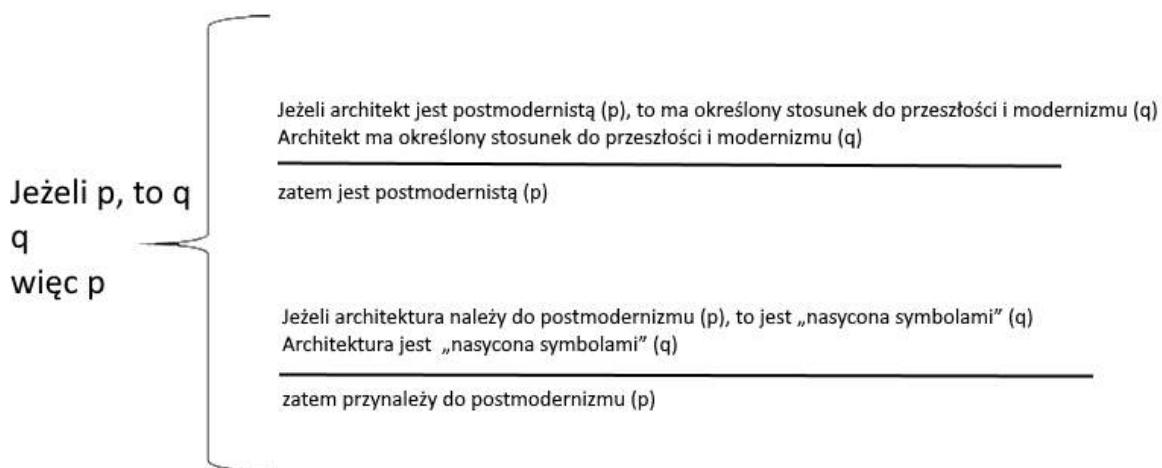 Jeżeli p, to q
q
więc p
Jeżeli architekt jest postmodernistą (p), to ma określony stosunek do przeszłości i modernizmu (q)
Architekt ma określony stosunek do przeszłości i modernizmu (q)
zatem jest postmodernistą (p)
Jeżeli architektura należy do postmodernizmu (p), to jest „nasycona symbolami” (q)
Architektura jest „nasycona symbolami” (q)
zatem przynależy do postmodernizmu (p)